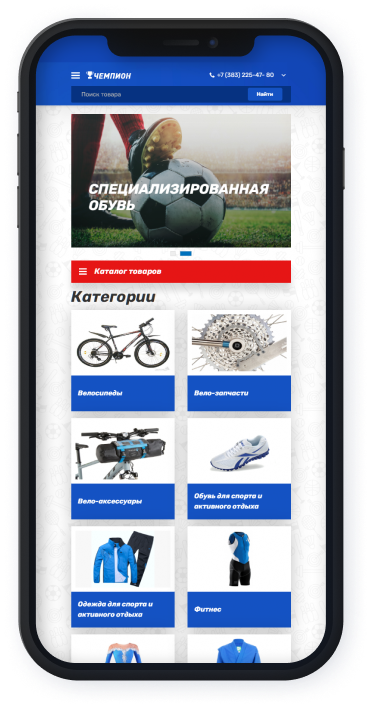 ЧЕМПИОН
+7 (383) 225-47- 80
Поиск товара
Найти
СПЕЦИАЛИЗИРОВАННАЯ
ОБУВЬ
Каталог товаров
Категории
Велосипеды
Вело-запчасти
Вело-аксессуары
Обувь для спорта и
активного отдыха
Одежда для спорта и
активного отдыха
Фитнес